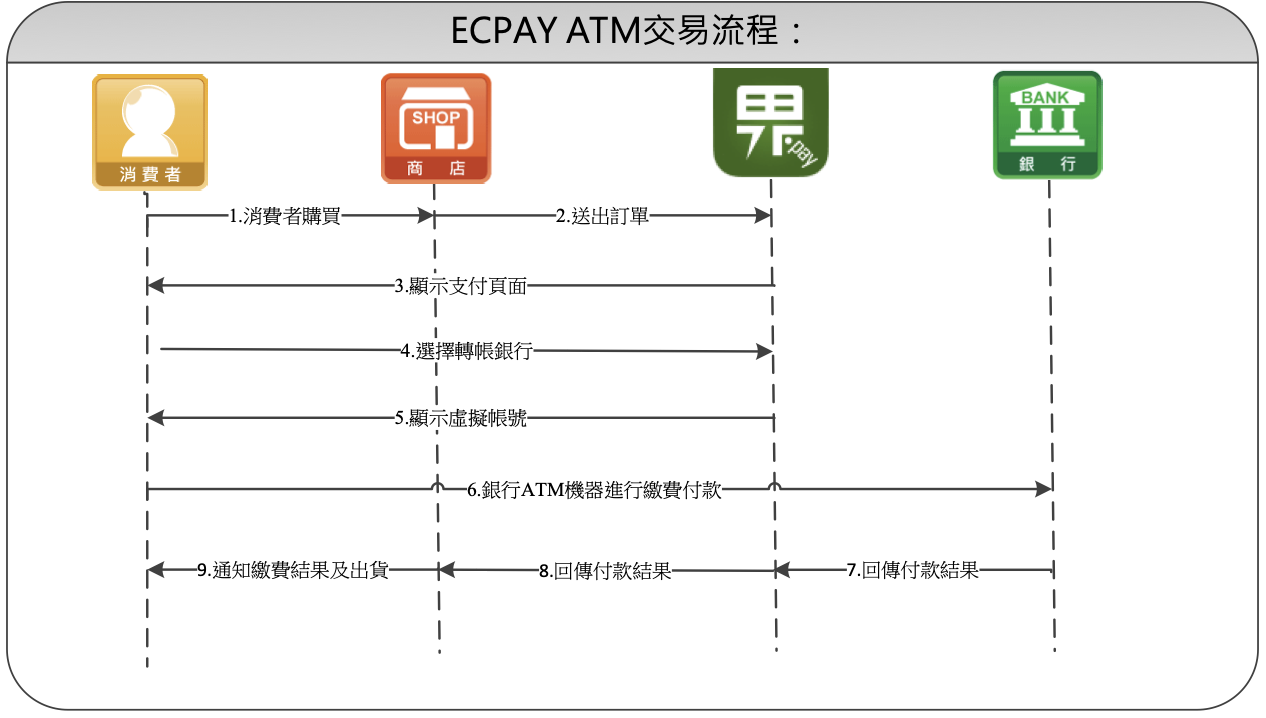 ECPAY ATM交易流程：
消費者
SHOP
商 店
界
pay
BANK
銀 行
1.消費者購買
2.送出訂單
3.顯示支付頁面
4.選擇轉帳銀行
5.顯示虛擬帳號
6.銀行ATM機器進行繳費付款
9.通知繳費結果及出貨
8.回傳付款結果
7.回傳付款結果